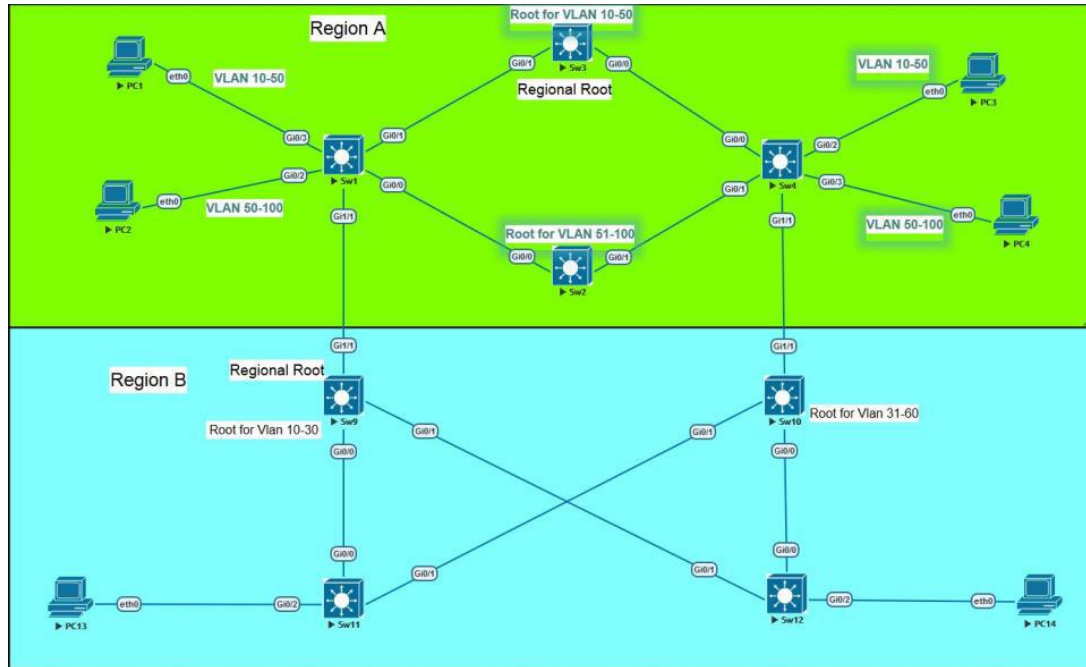 Region A
Root for VLAN 10-50
Gi0/1
Gi0/0
Sw3
Regional Root
eth0
PC1
VLAN 10-50
VLAN 10-50
eth0
PC3
Gi0/3
Gi0/1
Gi0/0
Gi0/2
Gi0/2
Sw1
Sw4
Gi0/0
Gi0/1
Gi0/3
eth0
PC2
VLAN 50-100
Gi1/1
Gi1/1
eth0
PC4
VLAN 50-100
Root for VLAN 51-100
Gi0/0
Gi0/1
Sw2
Region B
Gi1/1
Gi1/1
Regional Root
Sw9
Sw10
Root for Vlan 31-60
Root for Vlan 10-30
Gi0/1
Gi0/1
Gi0/0
Gi0/0
Gi0/0
Gi0/0
Gi0/1
Gi0/1
PC13
eth0
Gi0/2
Sw11
Sw12
Gi0/2
eth0
PC14